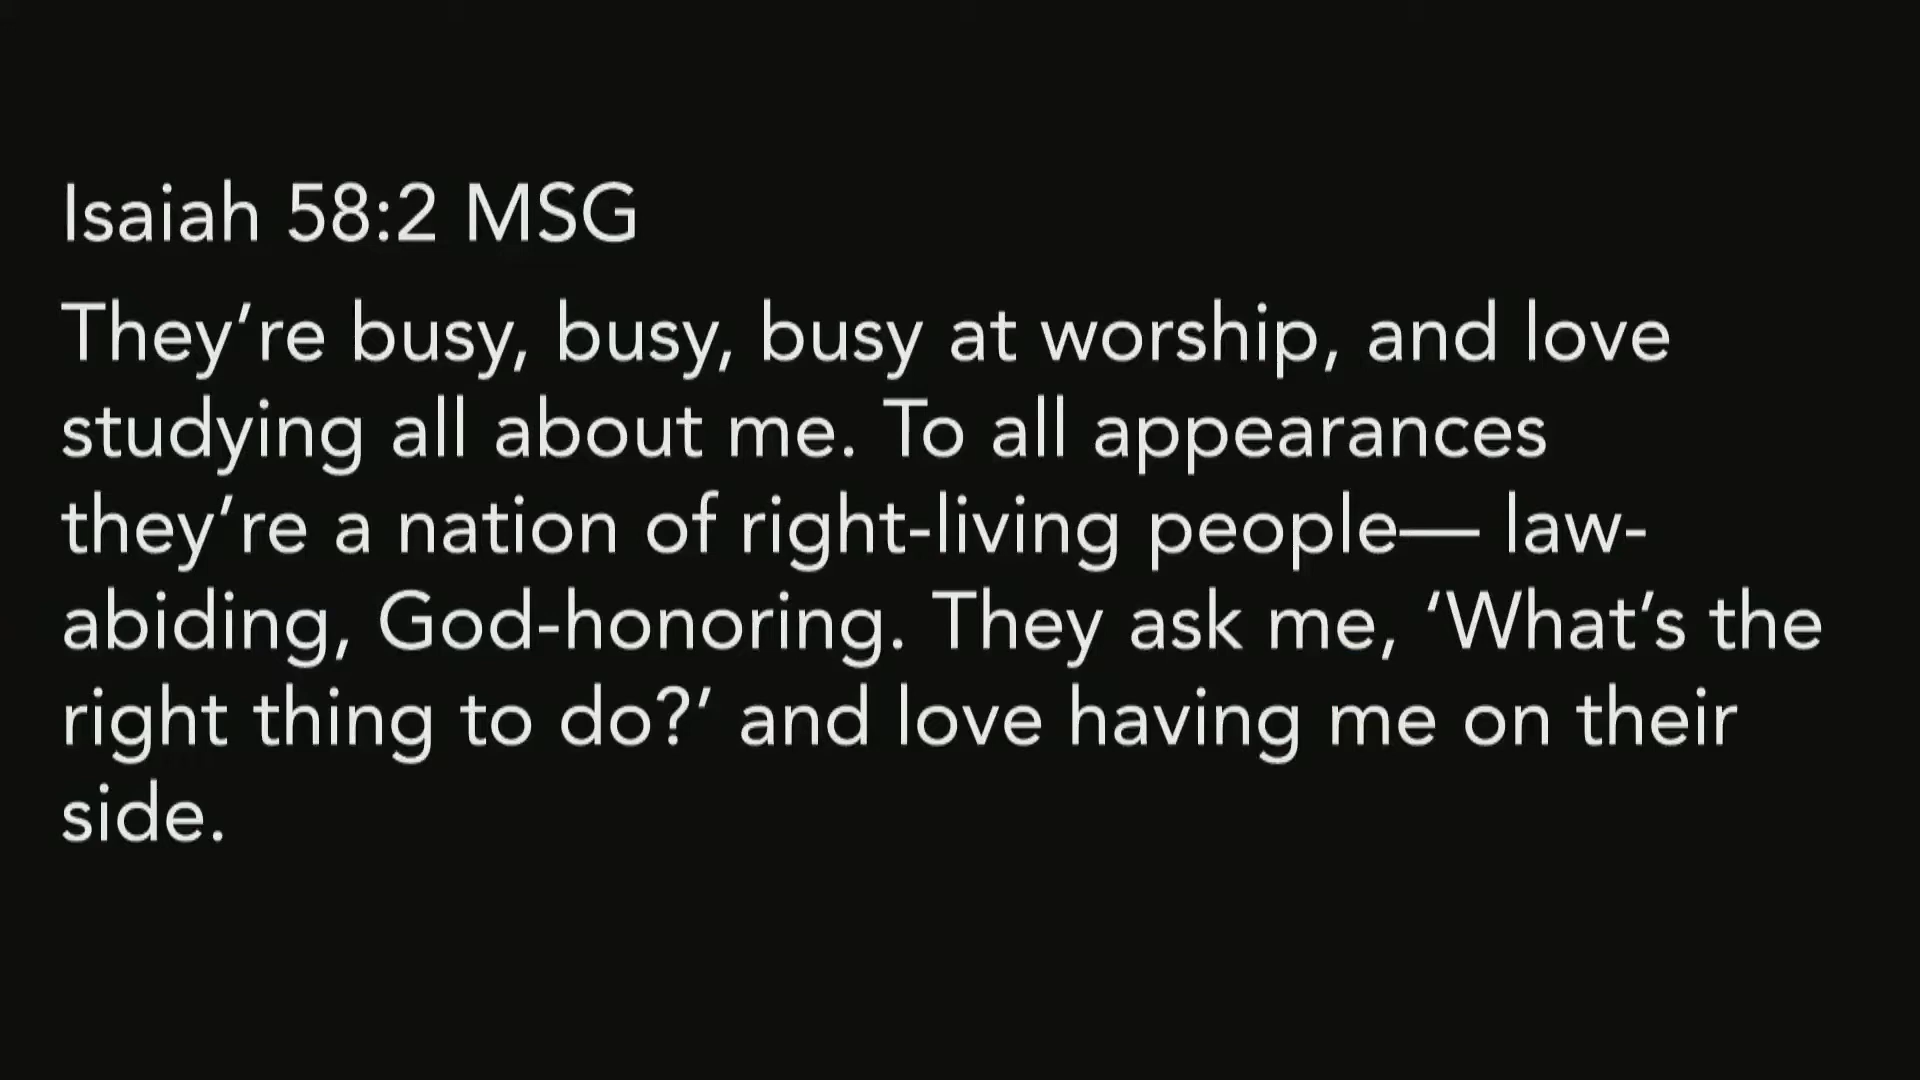 Isaiah 58:2 MSG
They’re busy, busy, busy at worship, and love
studying all about me. To all appearances
they’re a nation of right-living people— law-
abiding, God-honoring. They ask me, ‘What’s the
right thing to do?’ and love having me on their
side.